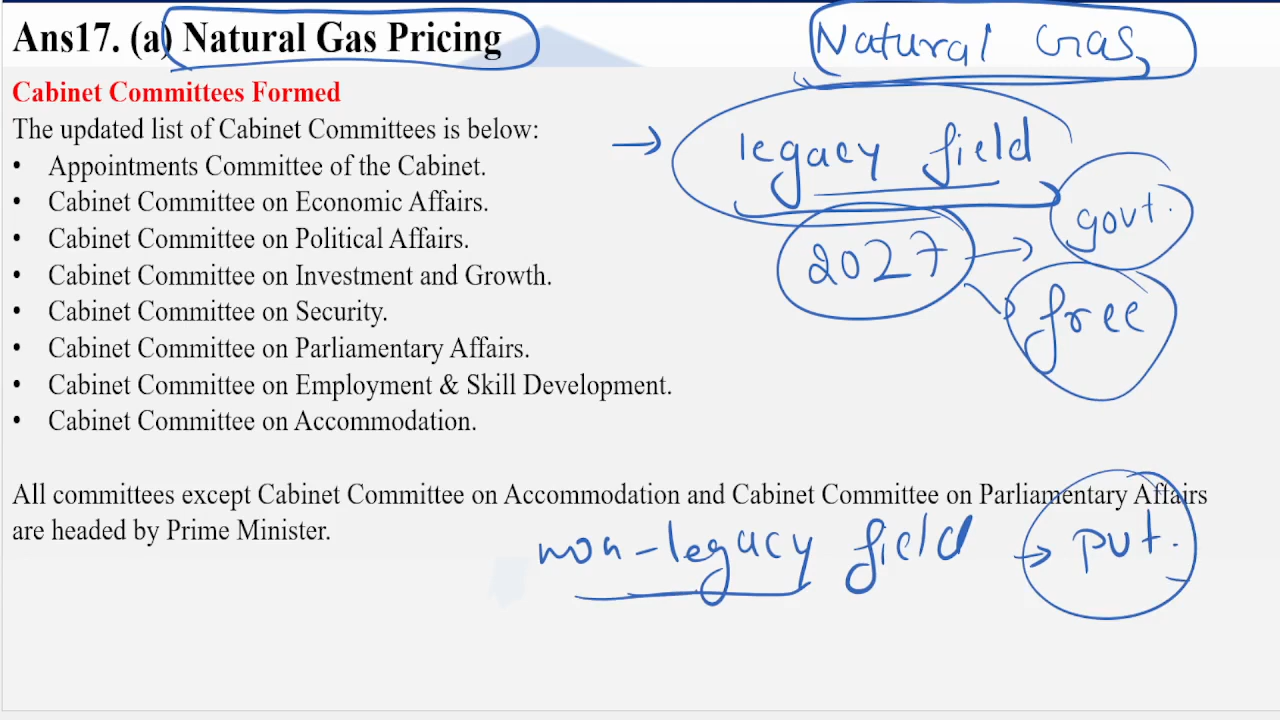 Ans17. (a) Natural Gas Pricing
Natural Gas
Cabinet Committees Formed
The updated list of Cabinet Committees is below:
legacy field
• Appointments Committee of the Cabinet.
• Cabinet Committee on Economic Affairs.
govt.
• Cabinet Committee on Political Affairs.
2027
• Cabinet Committee on Investment and Growth.
• Cabinet Committee on Security.
free
• Cabinet Committee on Parliamentary Affairs.
• Cabinet Committee on Employment & Skill Development.
• Cabinet Committee on Accommodation.
All committees except Cabinet Committee on Accommodation and Cabinet Committee on Parliamentary Affairs
are headed by Prime Minister.
non-legacy field → pvt.